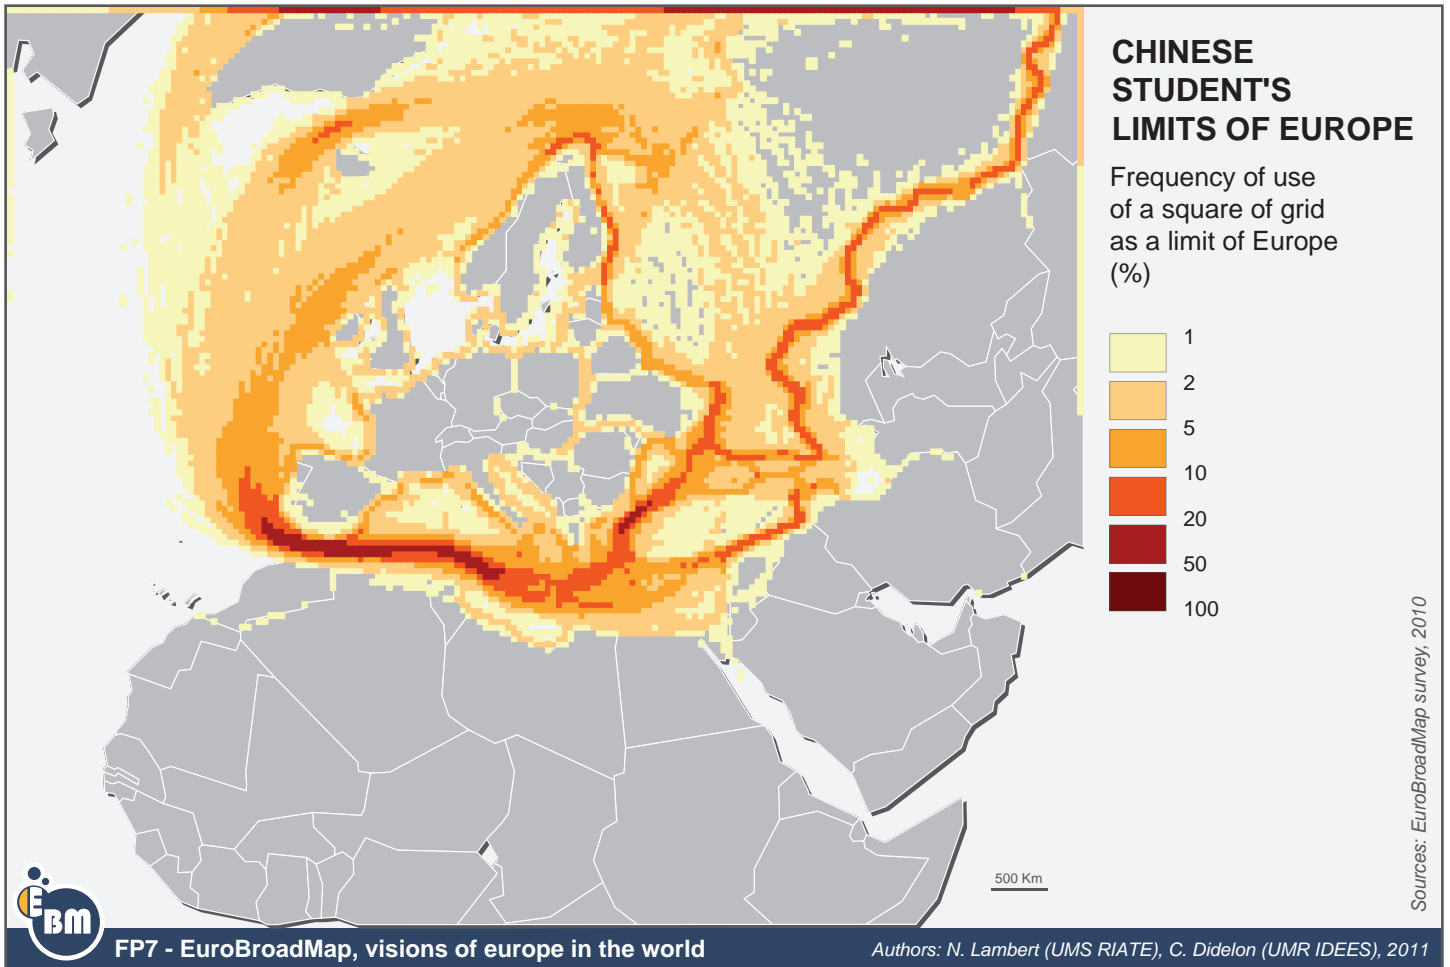 CHINESE
STUDENT'S
LIMITS OF EUROPE
Frequency of use
of a square of grid
as a limit of Europe
(%)
1
2
5
10
20
50
100
Sources: EuroBroadMap survey, 2010
500 Km
EBM
FP7 - EuroBroadMap, visions of europe in the world
Authors: N. Lambert (UMS RIATE), C. Didelon (UMR IDEES), 2011